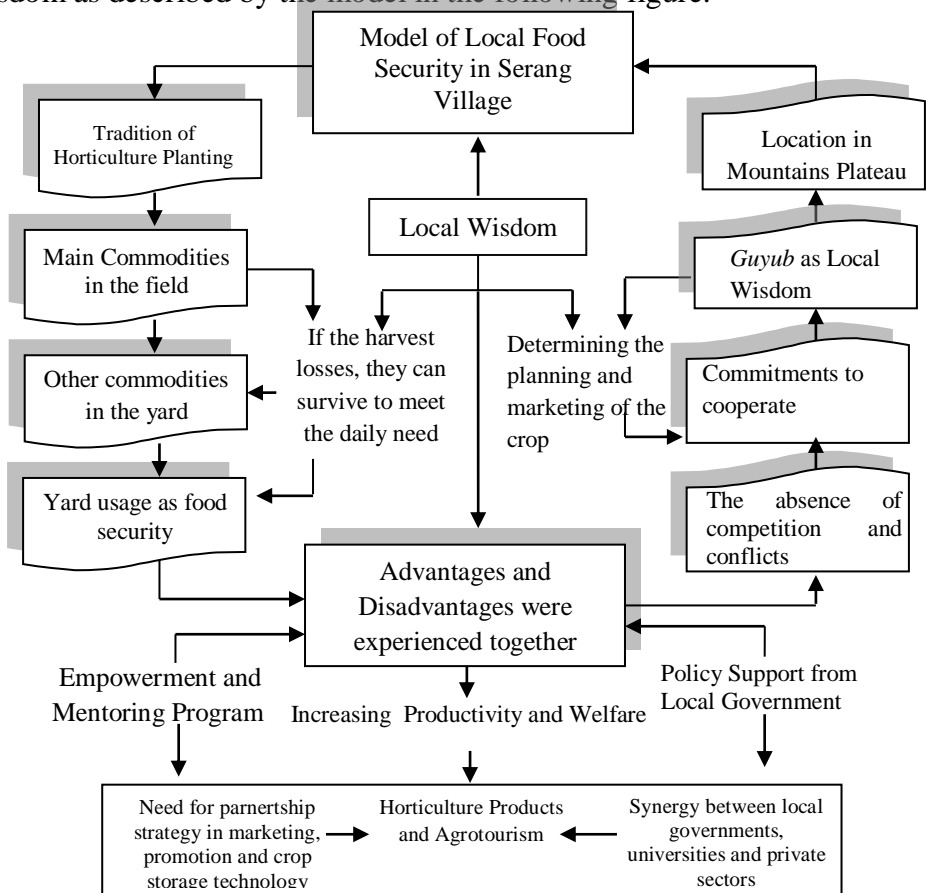 isdom as described by the model in the following figure.
Model of Local Food
Security in Serang
Village
Tradition of
Horticulture Planting
Location in
Mountains Plateau
Local Wisdom
Main Commodities
in the field
Guyub as Local
Wisdom
If the harvest
losses, they can
survive to meet
the daily need
Determining the
planning and
marketing of the
crop
Other commodities
in the yard
Commitments to
cooperate
Yard usage as food
security
The absence of
competition and
conflicts
Advantages and
Disadvantages were
experienced together
Empowerment and
Mentoring Program
Increasing Productivity and Welfare
Policy Support from
Local Government
Need for parnertship
strategy in marketing,
promotion and crop
storage technology
Horticulture Products
and Agrotourism
Synergy between local
governments,
universities and private
sectors